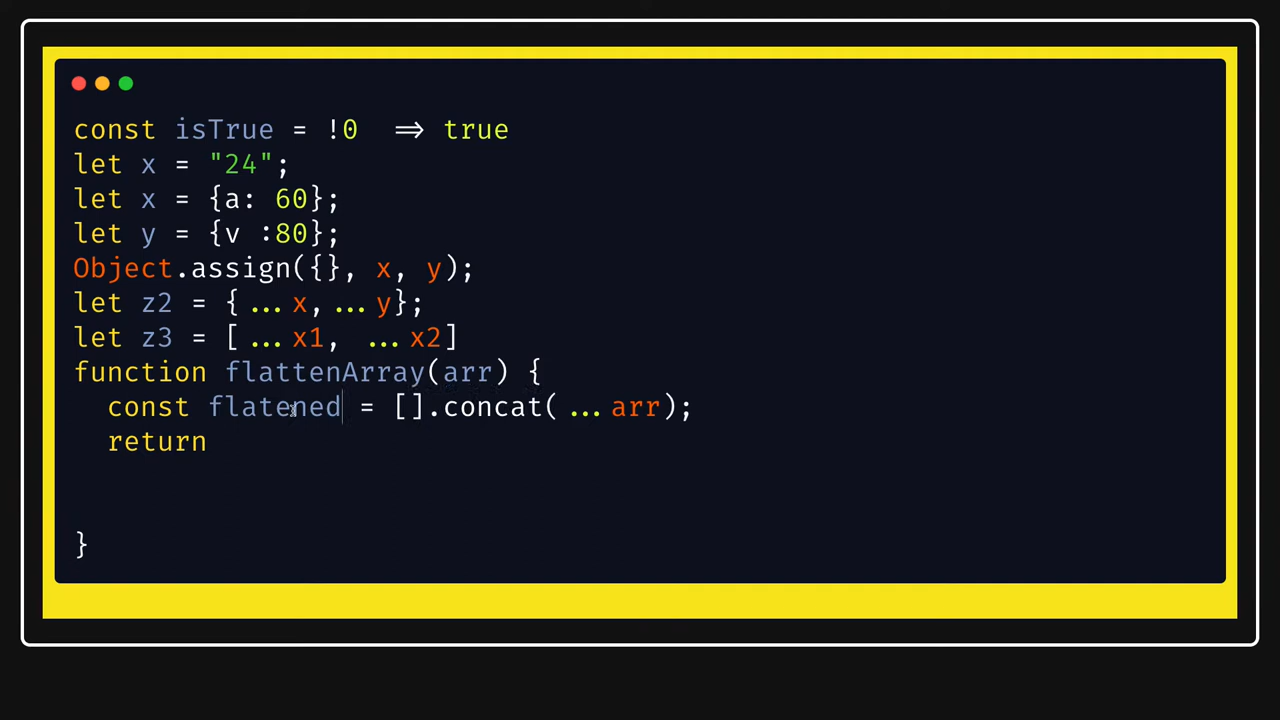 const isTrue = !0 => true
let x = "24";
let x = {a: 60};
let y = {v :80};
Object.assign({}, x, y);
let z2 = { ...x, ...y};
let z3 = [ ...x1, ...x2]
function flattenArray(arr) {
const flatened = [].concat( ...arr);
return
}